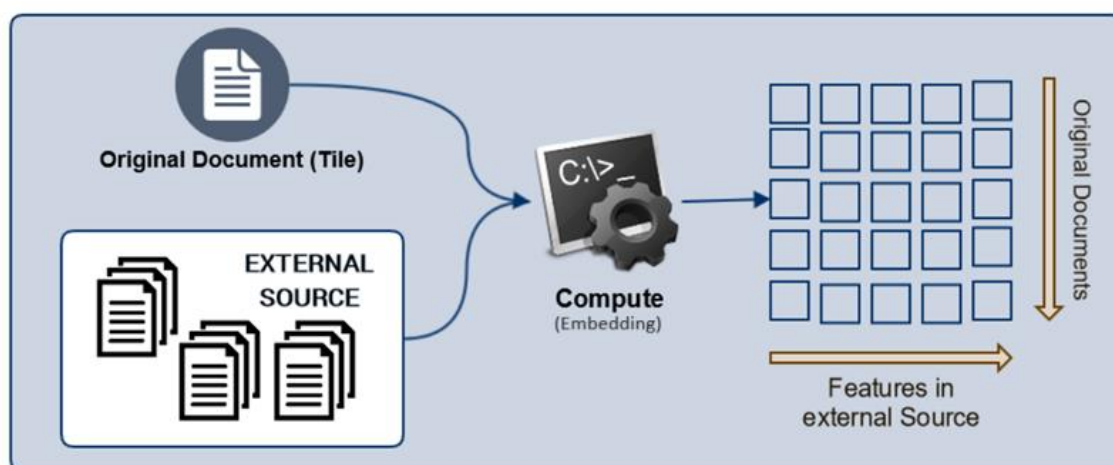 Original Document (Tile)
EXTERNAL
SOURCE
C:\>_
Compute
(Embedding)
Original Documents
Features in
external Source